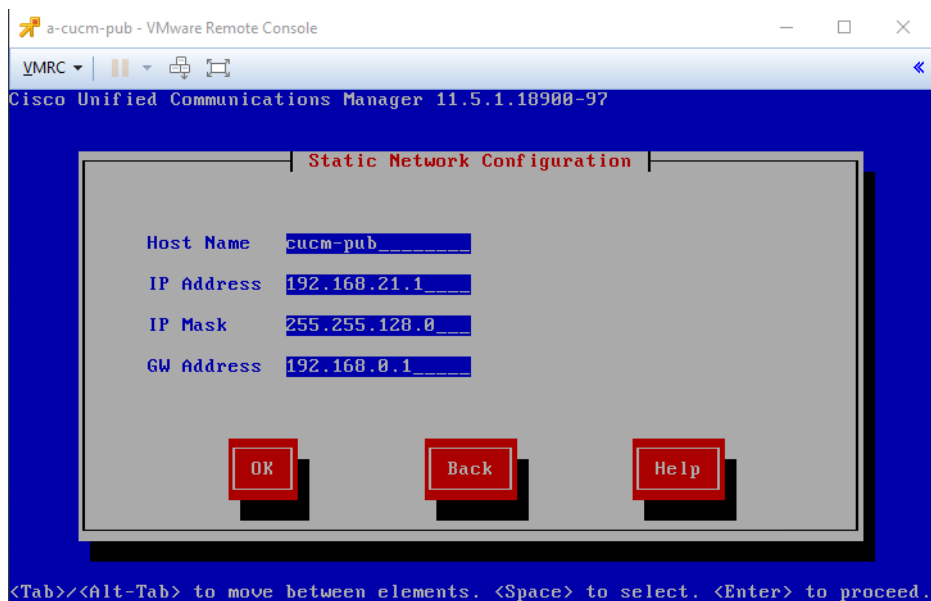 a-cucm-pub - VMware Remote Console
VMRC
Cisco Unified Communications Manager 11.5.1.18900-97
Static Network Configuration
Host Name cucm-pub________
IP Address 192.168.21.1____
IP Mask 255.255.128.0___
GW Address 192.168.0.1_____
OK Back Help
<Tab>/<Alt-Tab> to move between elements. <Space> to select. <Enter> to proceed.